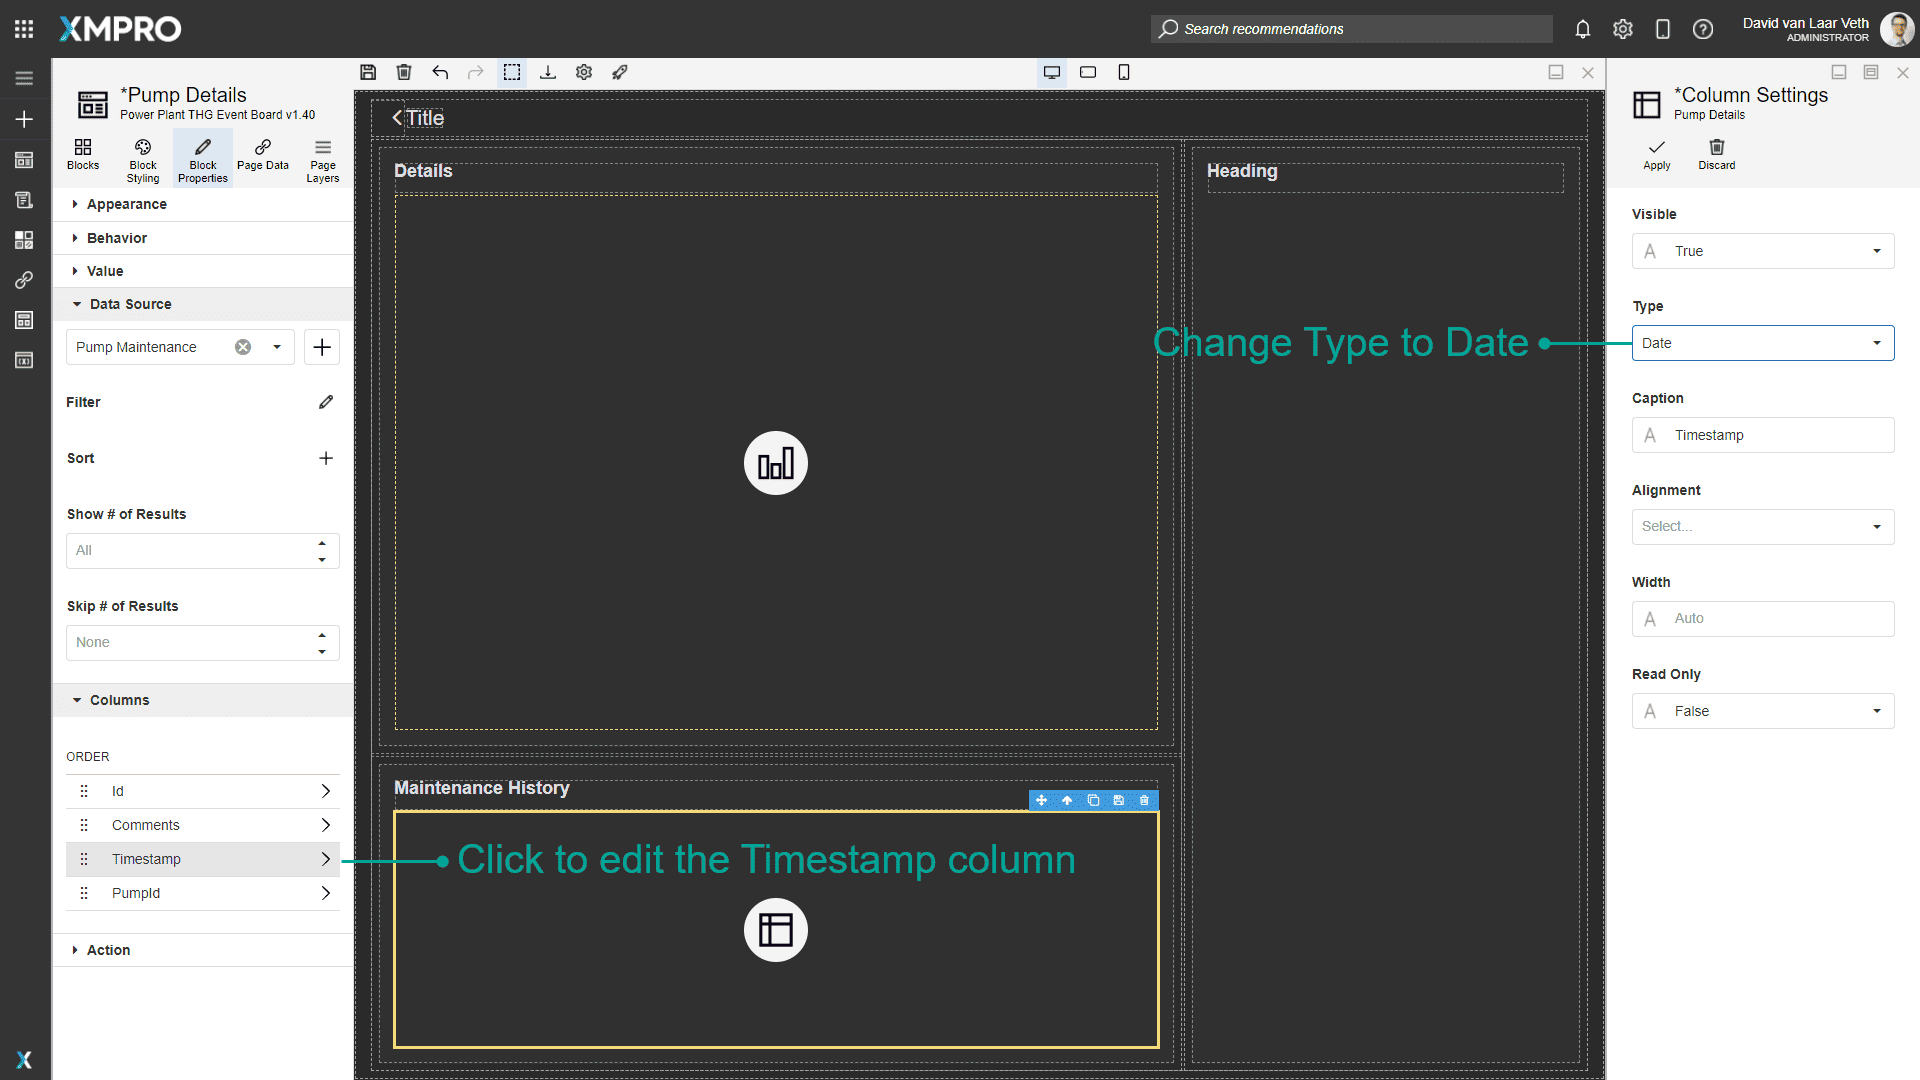 XMPRO
Search recommendations
David van Laar Veth
ADMINISTRATOR
*Pump Details
Power Plant THG Event Board v1.40
Blocks
Block
Styling
Block
Properties
Page Data
Page
Layers
Appearance
Behavior
Value
Data Source
Pump Maintenance
Filter
Sort
Show # of Results
All
Skip # of Results
None
Columns
ORDER
Id
Comments
Timestamp
PumpId
Action
Title
Details
Heading
Change Type to Date
Maintenance History
Click to edit the Timestamp column
*Column Settings
Pump Details
Apply
Discard
Visible
A True
Type
Date
Caption
A Timestamp
Alignment
Select...
Width
A Auto
Read Only
A False
X